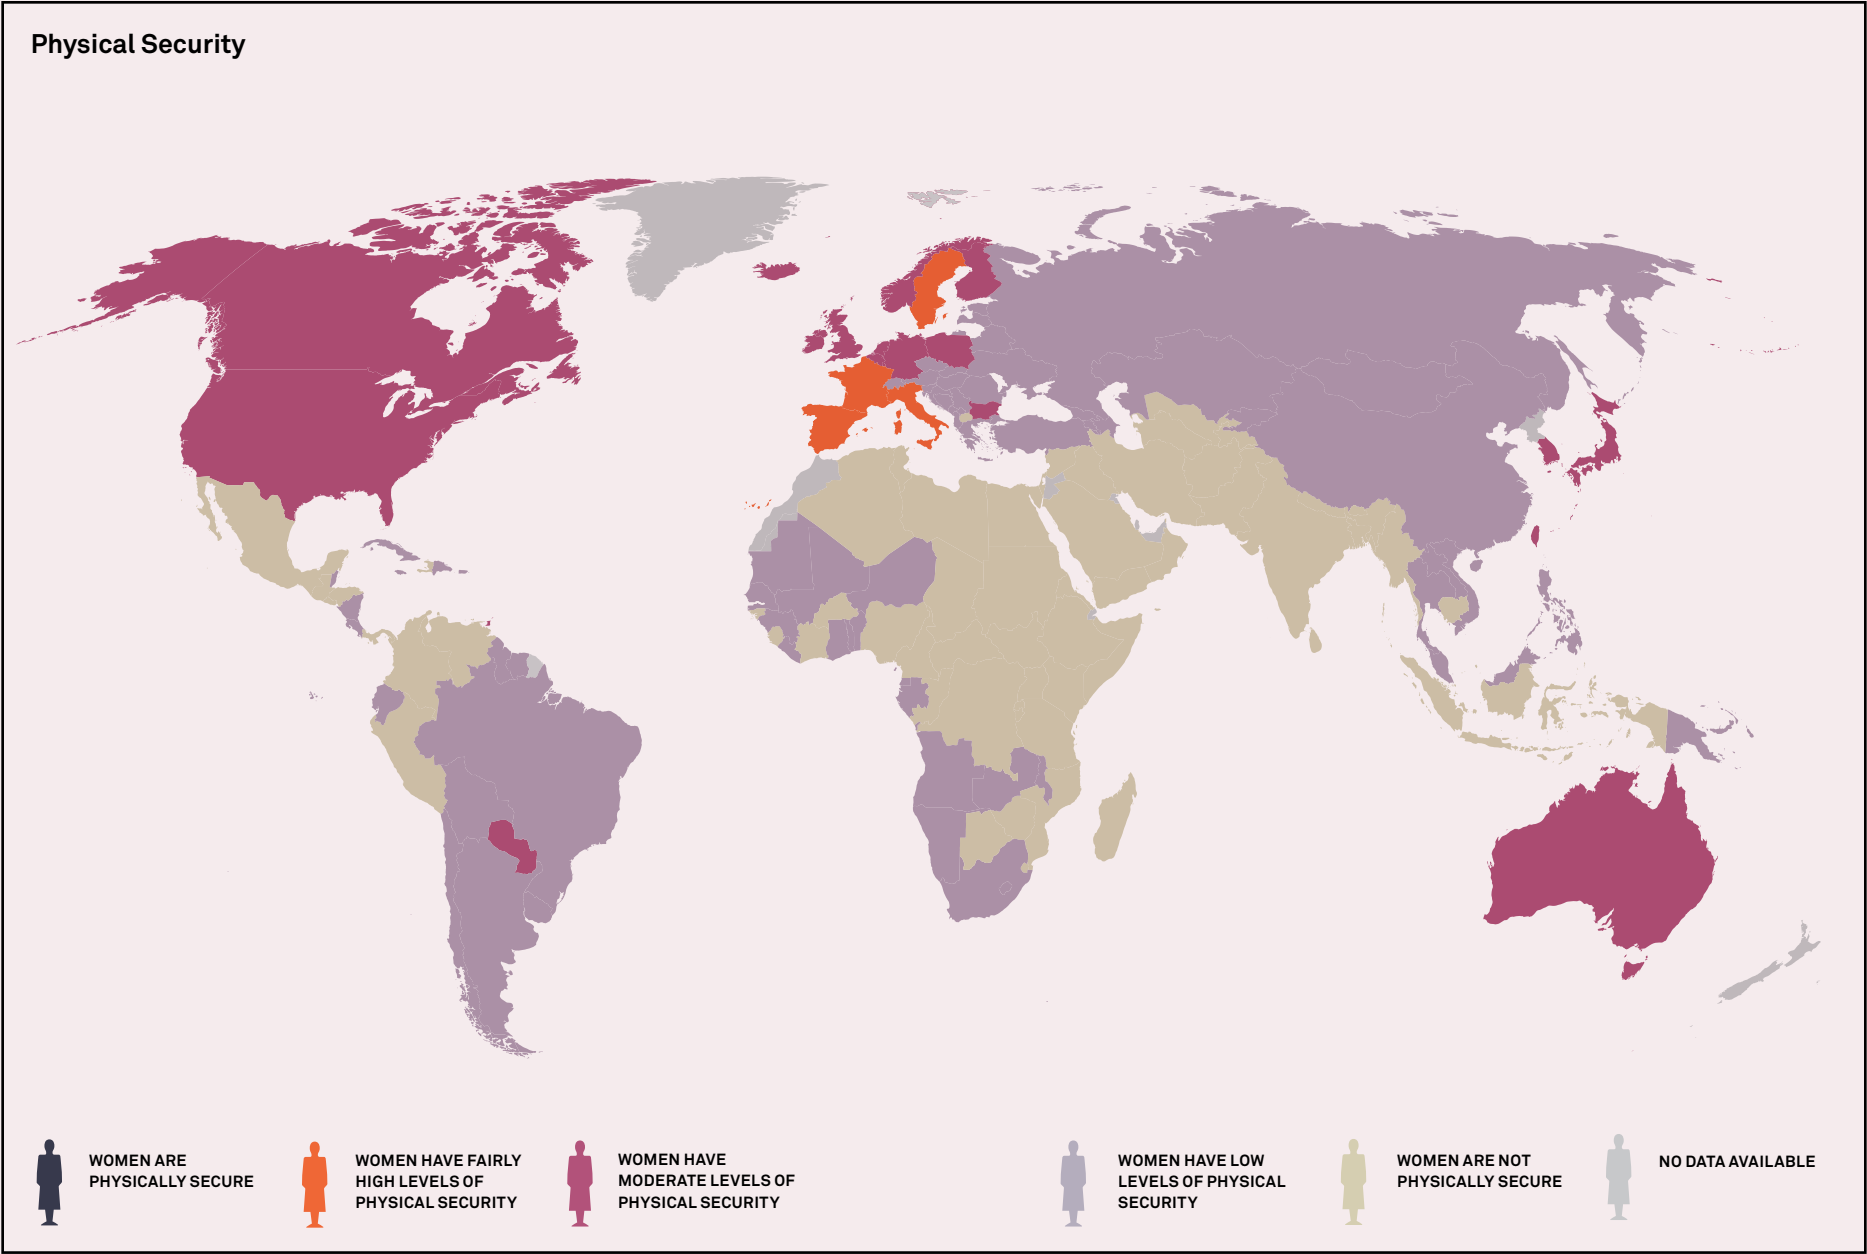 Physical Security
WOMEN ARE
PHYSICALLY SECURE
WOMEN HAVE FAIRLY
HIGH LEVELS OF
PHYSICAL SECURITY
WOMEN HAVE
MODERATE LEVELS OF
PHYSICAL SECURITY
WOMEN HAVE LOW
LEVELS OF PHYSICAL
SECURITY
WOMEN ARE NOT
PHYSICALLY SECURE
NO DATA AVAILABLE